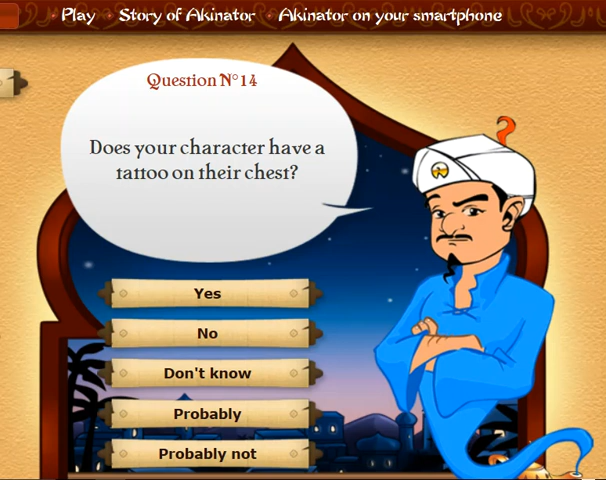 Play · Story of Akinator · Akinator on your smartphone
Question N°14
Does your character have a
tattoo on their chest?
Yes
No
Don't know
Probably
Probably not